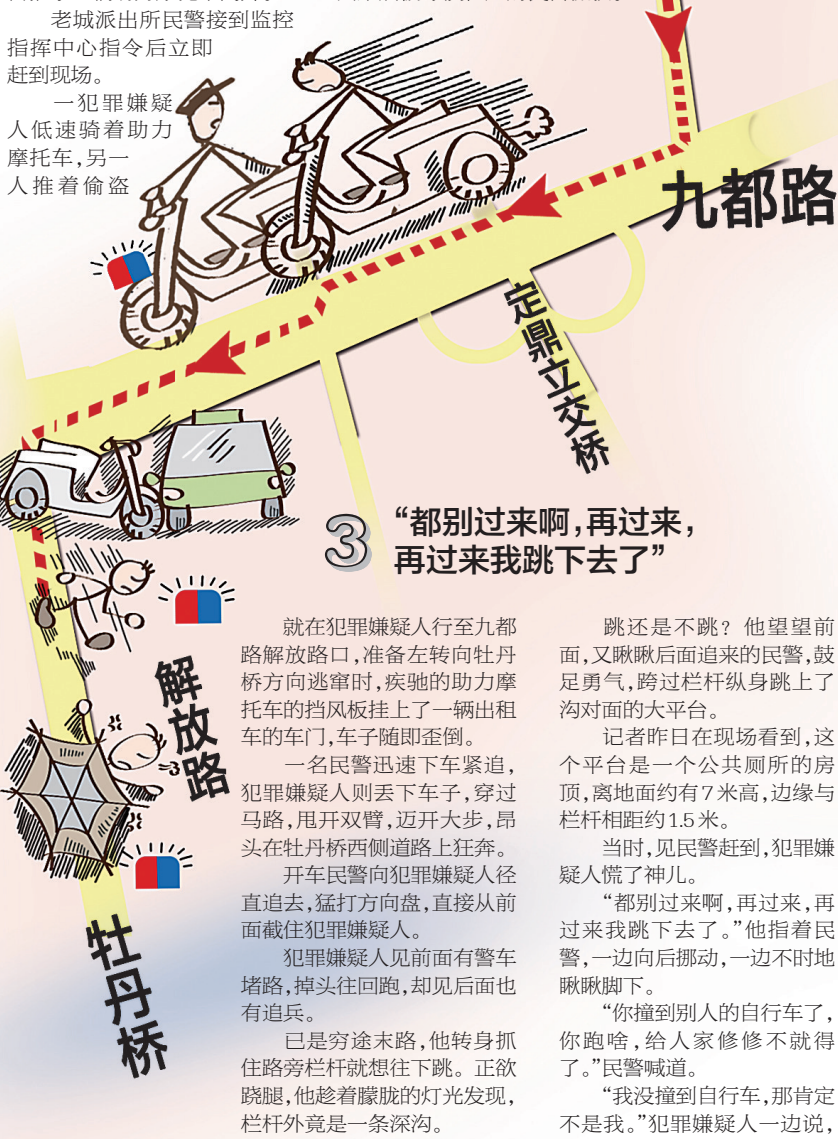 老城派出所民警接到监控
指挥中心指令后立即
赶到现场。
一犯罪嫌疑
人低速骑着助力
摩托车,另一
人推着偷盗
九都路
定鼎立交桥
解放路
牡丹桥
3
“都别过来啊,再过来,
再过来我跳下去了”
就在犯罪嫌疑人行至九都
路解放路口,准备左转向牡丹
桥方向逃窜时,疾驰的助力摩
托车的挡风板挂上了一辆出租
车的车门,车子随即歪倒。
一名民警迅速下车紧追,
犯罪嫌疑人则丢下车子,穿过
马路,甩开双臂,迈开大步,昂
头在牡丹桥西侧道路上狂奔。
开车民警向犯罪嫌疑人径
直追去,猛打方向盘,直接从前
面截住犯罪嫌疑人。
犯罪嫌疑人见前面有警车
堵路,掉头往回跑,却见后面也
有追兵。
已是穷途末路,他转身抓
住路旁栏杆就想往下跳。正欲
跷腿,他趁着朦胧的灯光发现,
栏杆外竟是一条深沟。
跳还是不跳？他望望前
面,又瞅瞅后面追来的民警,鼓
足勇气,跨过栏杆纵身跳上了
沟对面的大平台。
记者昨日在现场看到,这
个平台是一个公共厕所的房
顶,离地面约有7米高,边缘与
栏杆相距约1.5米。
当时,见民警赶到,犯罪嫌
疑人慌了神儿。
“都别过来啊,再过来,再
过来我跳下去了。”他指着民
警,一边向后挪动,一边不时地
瞅瞅脚下。
“你撞到别人的自行车了,
你跑啥,给人家修修不就得
了。”民警喊道。
“我没撞到自行车,那肯定
不是我。”犯罪嫌疑人一边说,